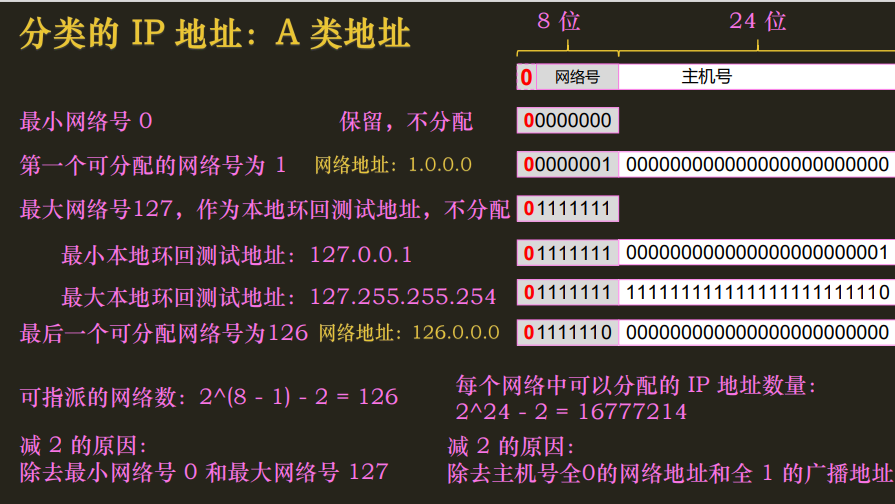 分类的 IP 地址：A 类地址
8 位 24 位
0 网络号 主机号
最小网络号 0 保留，不分配 00000000
第一个可分配的网络号为 1 网络地址：1.0.0.0 00000001 000000000000000000000000
最大网络号127，作为本地环回测试地址，不分配 01111111
最小本地环回测试地址：127.0.0.1 01111111 000000000000000000000001
最大本地环回测试地址：127.255.255.254 01111111 111111111111111111111110
最后一个可分配网络号为126 网络地址：126.0.0.0 01111110 000000000000000000000000
可指派的网络数：2^(8 - 1) - 2 = 126
每个网络中可以分配的 IP 地址数量：
2^24 - 2 = 16777214
减 2 的原因：
除去最小网络号 0 和最大网络号 127
减 2 的原因：
除去主机号全0的网络地址和全 1 的广播地址